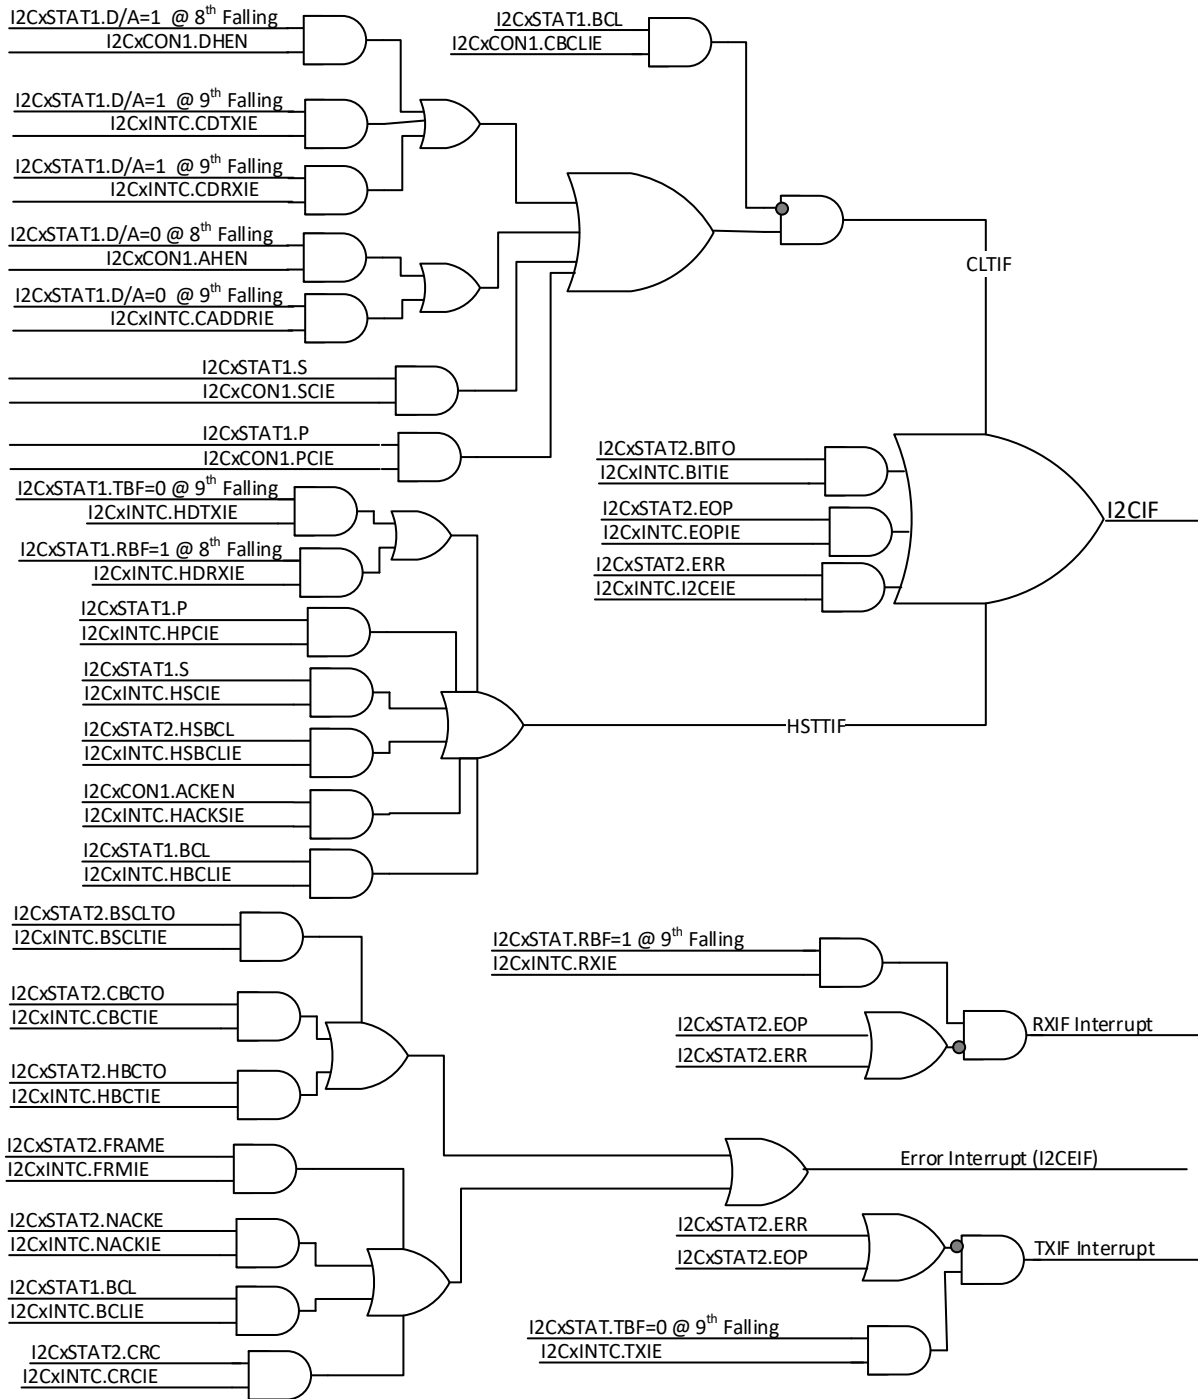 I2CxSTAT1.D/A=1 @ 8th Falling
I2CxCON1.DHEN
I2CxSTAT1.BCL
I2CxCON1.CBCLIE
I2CxSTAT1.D/A=1 @ 9th Falling
I2CxINTC.CDTXIE
I2CxSTAT1.D/A=1 @ 9th Falling
I2CxINTC.CDRXIE
I2CxSTAT1.D/A=0 @ 8th Falling
I2CxCON1.AHEN
I2CxSTAT1.D/A=0 @ 9th Falling
I2CxINTC.CADDRIE
CLTIF
I2CxSTAT1.S
I2CxCON1.SCIE
I2CxSTAT1.P
I2CxCON1.PCIE
I2CxSTAT2.BITO
I2CxINTC.BITIE
I2CxSTAT2.EOP
I2CxINTC.EOPIE
I2CxSTAT2.ERR
I2CxINTC.I2CEIE
I2CIF
I2CxSTAT1.TBF=0 @ 9th Falling
I2CxINTC.HDTXIE
I2CxSTAT1.RBF=1 @ 8th Falling
I2CxINTC.HDRXIE
I2CxSTAT1.P
I2CxINTC.HPCIE
I2CxSTAT1.S
I2CxINTC.HSCIE
I2CxSTAT2.HSBCL
I2CxINTC.HSBCLIE
HSTTIF
I2CxCON1.ACKEN
I2CxINTC.HACKSIE
I2CxSTAT1.BCL
I2CxINTC.HBCLIE
I2CxSTAT2.BSCLTO
I2CxINTC.BSCLTIE
I2CxSTAT2.CBCTO
I2CxINTC.CBCTIE
I2CxSTAT2.HBCTO
I2CxINTC.HBCTIE
I2CxSTAT.RBF=1 @ 9th Falling
I2CxINTC.RXIE
I2CxSTAT2.EOP
I2CxSTAT2.ERR
RXIF Interrupt
I2CxSTAT2.FRAME
I2CxINTC.FRMIE
I2CxSTAT2.NACKE
I2CxINTC.NACKIE
I2CxSTAT1.BCL
I2CxINTC.BCLIE
I2CxSTAT2.CRC
I2CxINTC.CRCIE
Error Interrupt (I2CEIF)
I2CxSTAT2.ERR
I2CxSTAT2.EOP
TXIF Interrupt
I2CxSTAT.TBF=0 @ 9th Falling
I2CxINTC.TXIE